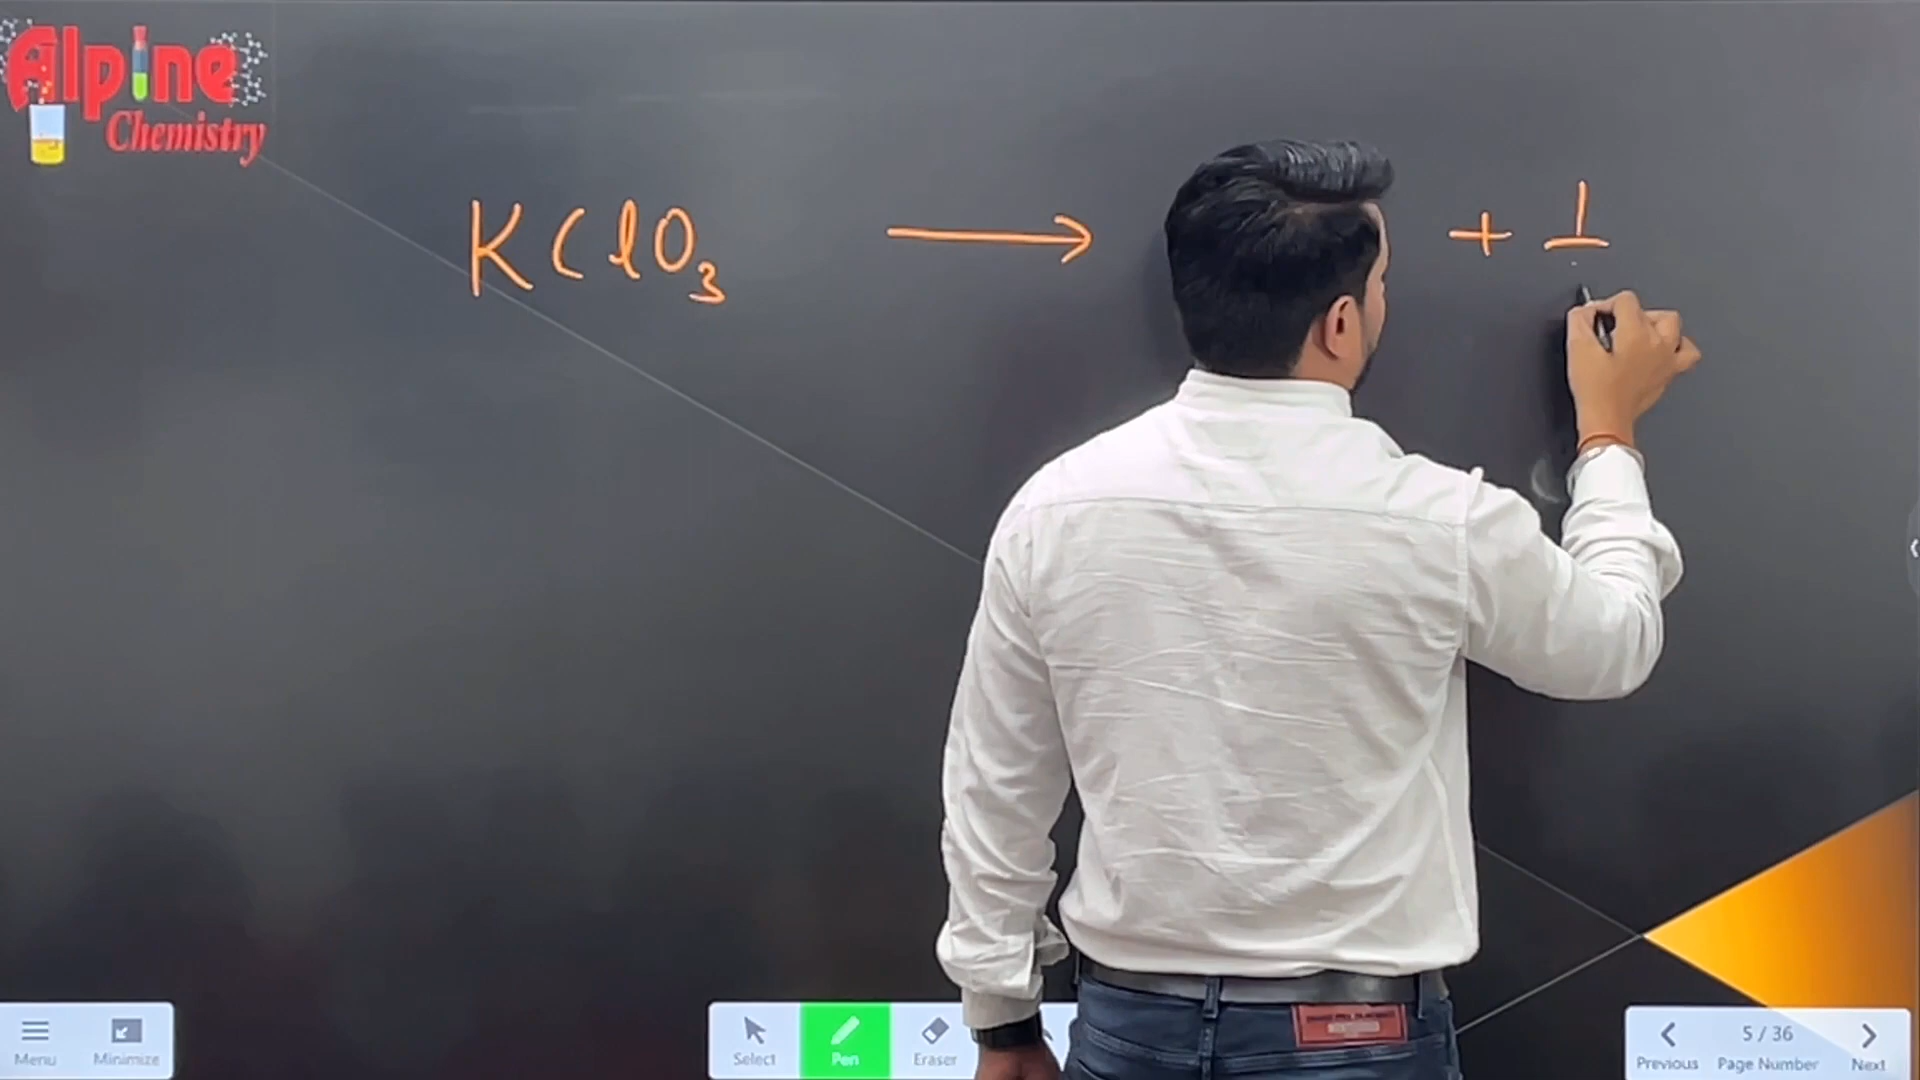 Alpine
Chemistry
KClO₃ ⟶ + 1
Menu
Minimize
Select
Pen
Eraser
Previous
5 / 36
Page Number
Next